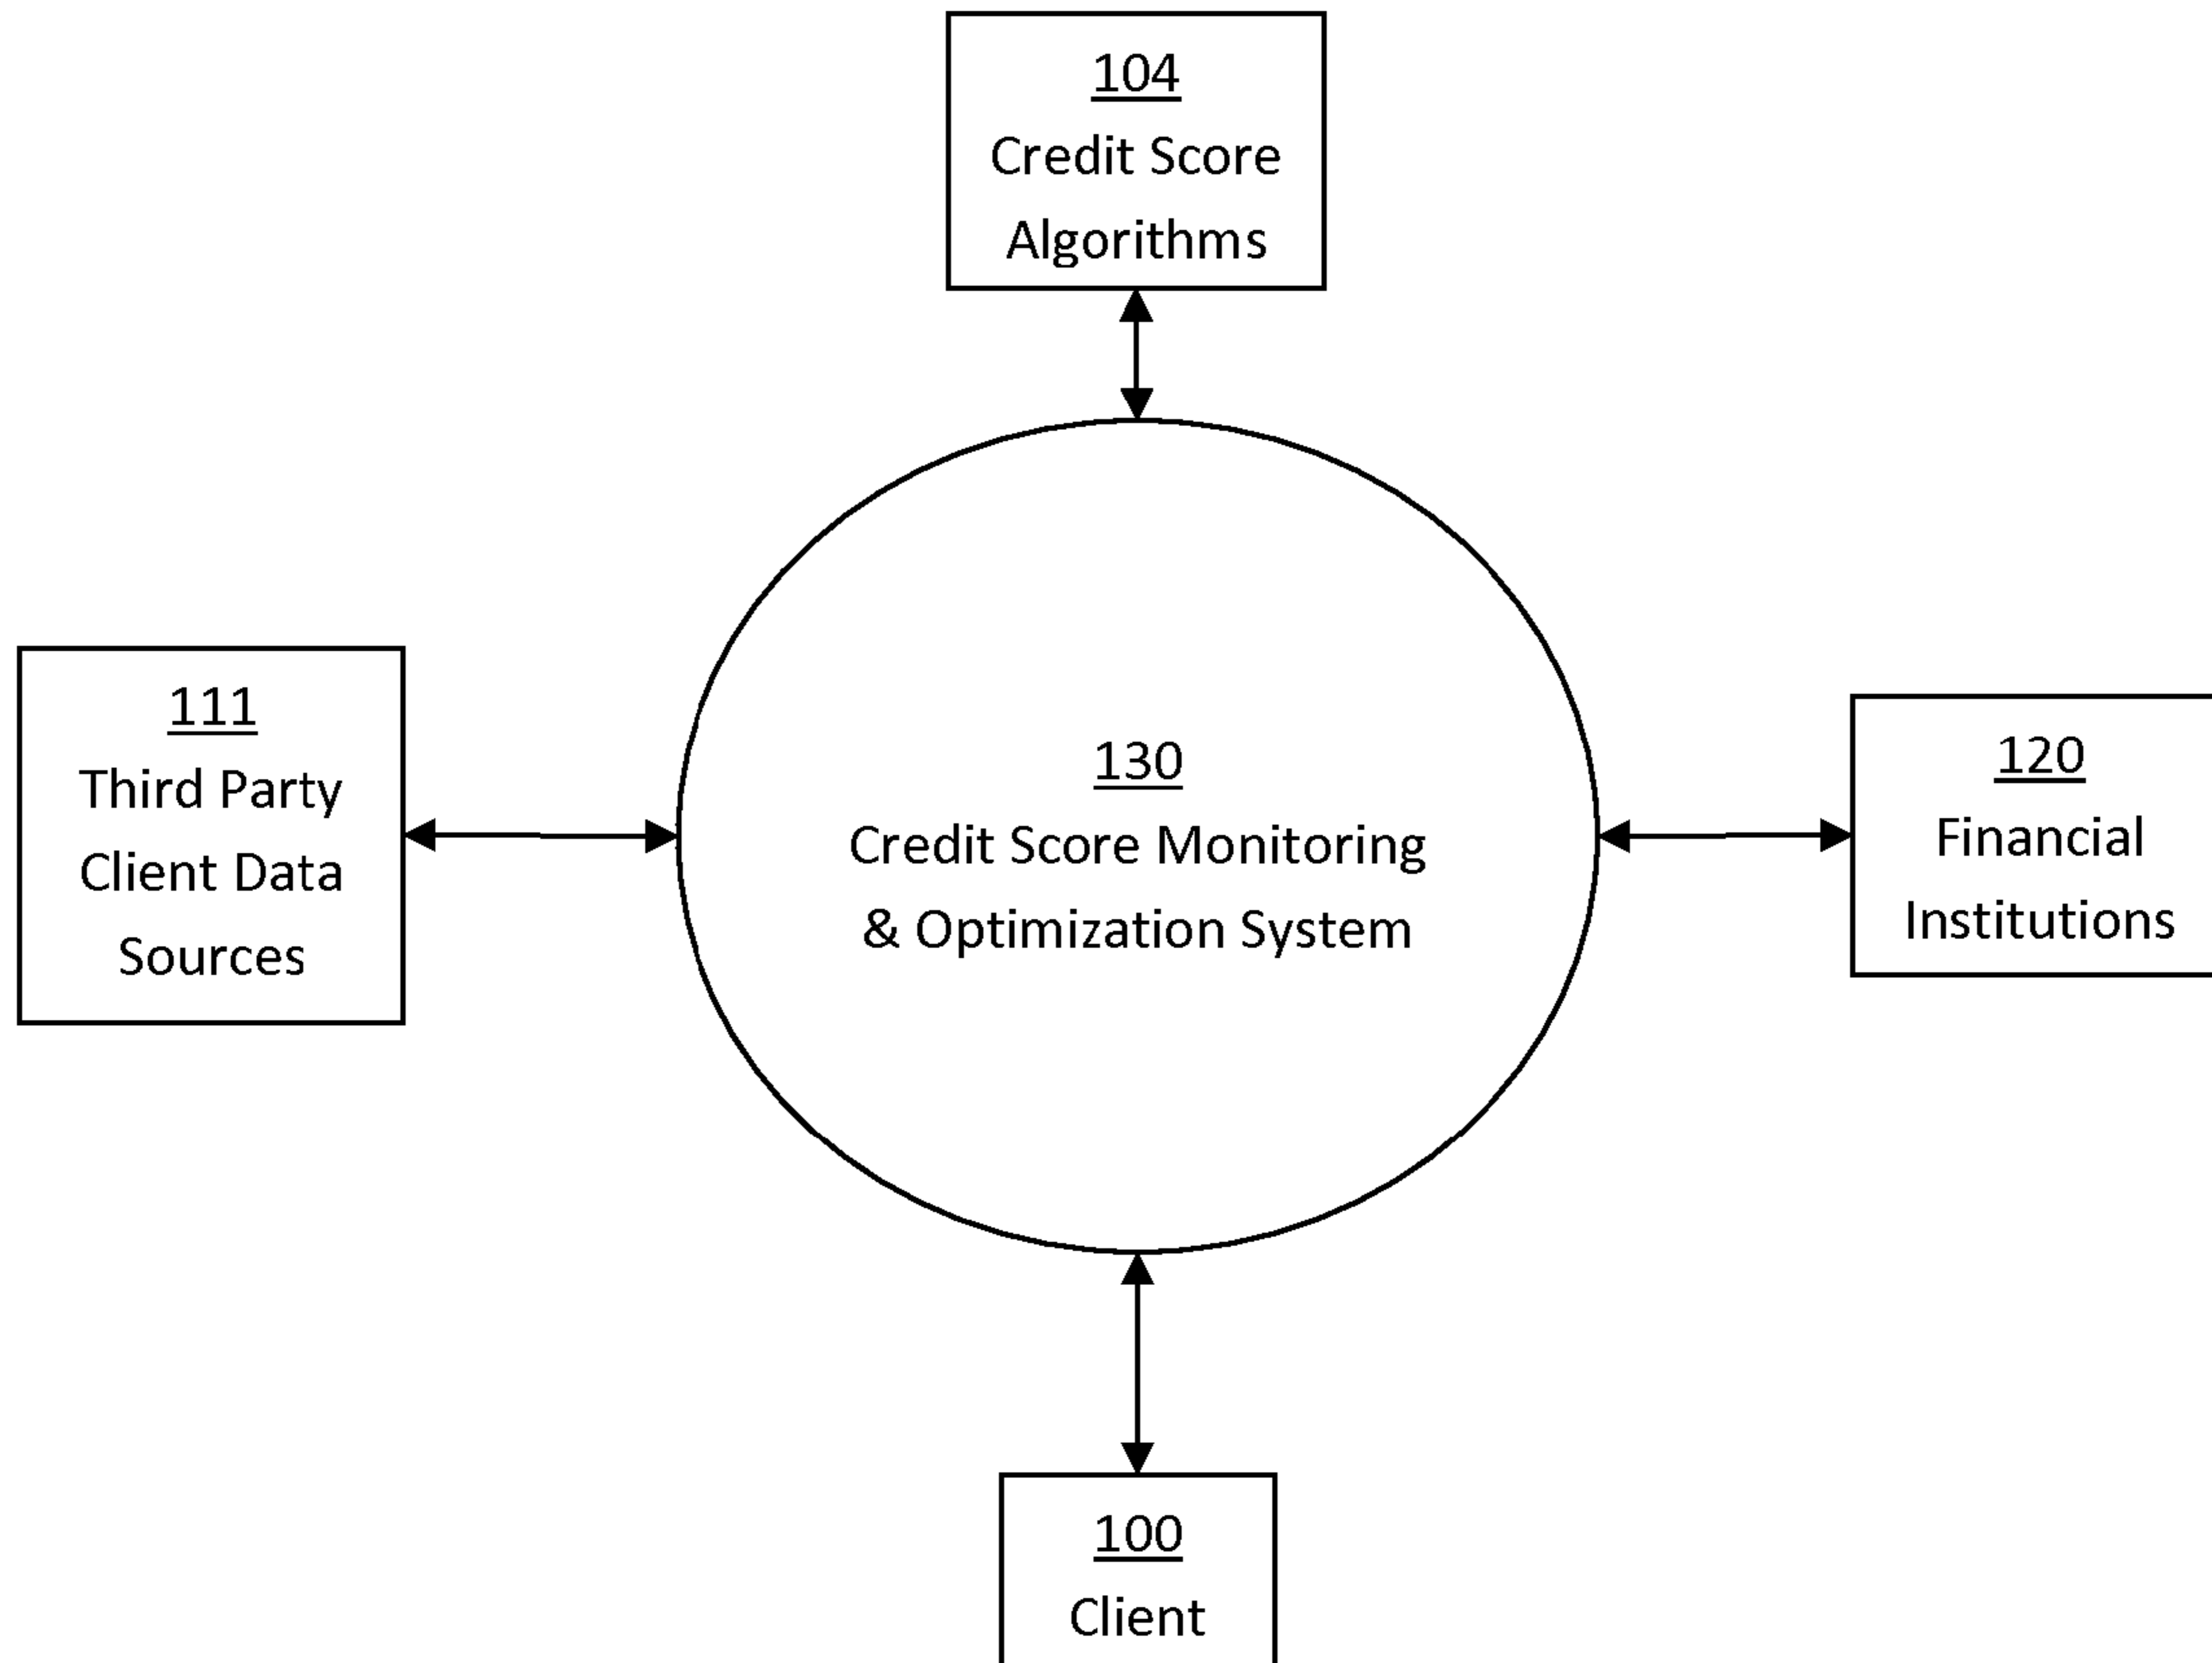 104
Credit Score
Algorithms
111
Third Party
Client Data
Sources
130
Credit Score Monitoring
& Optimization System
120
Financial
Institutions
100
Client